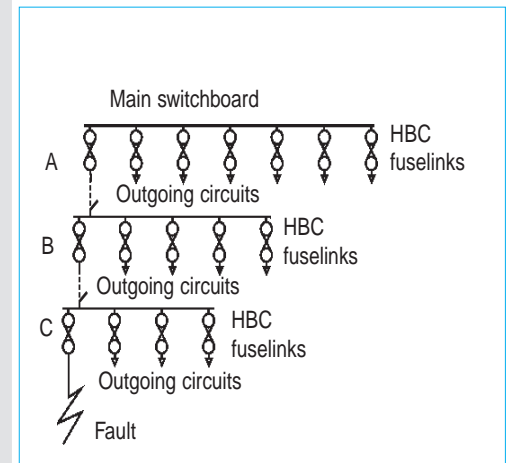 Main switchboard
HBC
fuselinks
A
Outgoing circuits
HBC
fuselinks
B
Outgoing circuits
HBC
fuselinks
C
Outgoing circuits
Fault